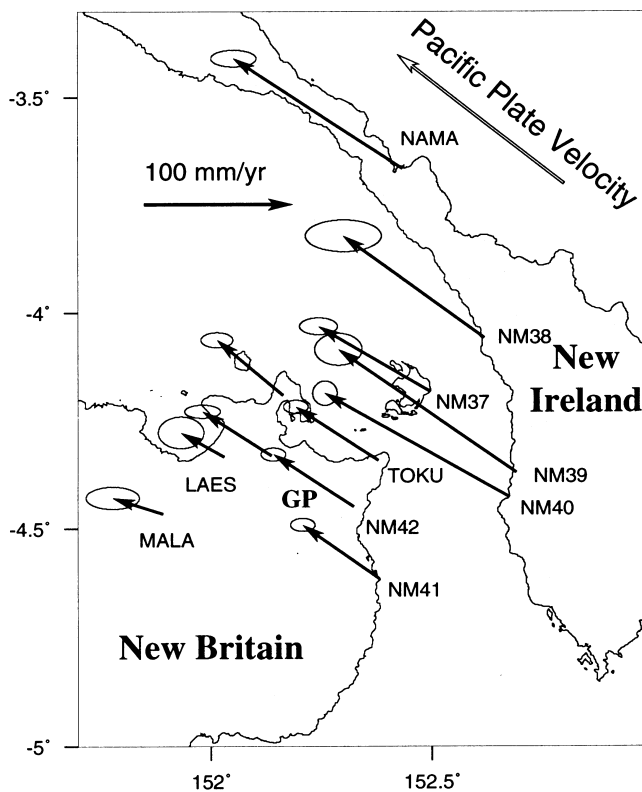 Pacific Plate Velocity
-3.5°
NAMA
100 mm/yr
-4°
NM38
New
Ireland
NM37
NM39
NM40
TOKU
LAES
GP
NM42
-4.5°
MALA
NM41
New Britain
-5°
152°
152.5°